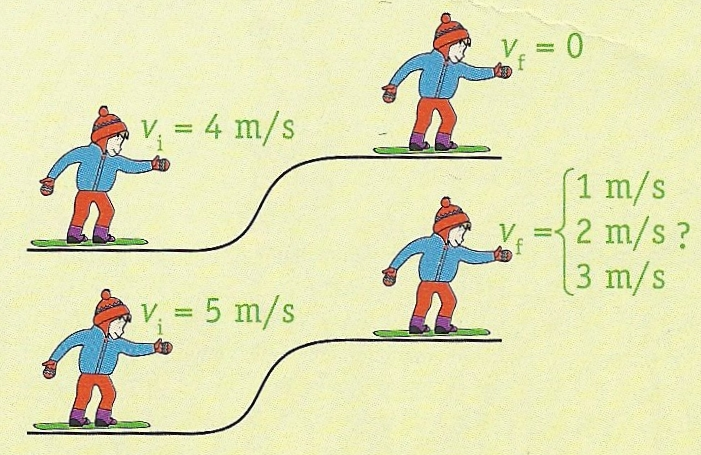 v_f = 0
v_i = 4 m/s
v_f = { 1 m/s
2 m/s ?
3 m/s
v_i = 5 m/s